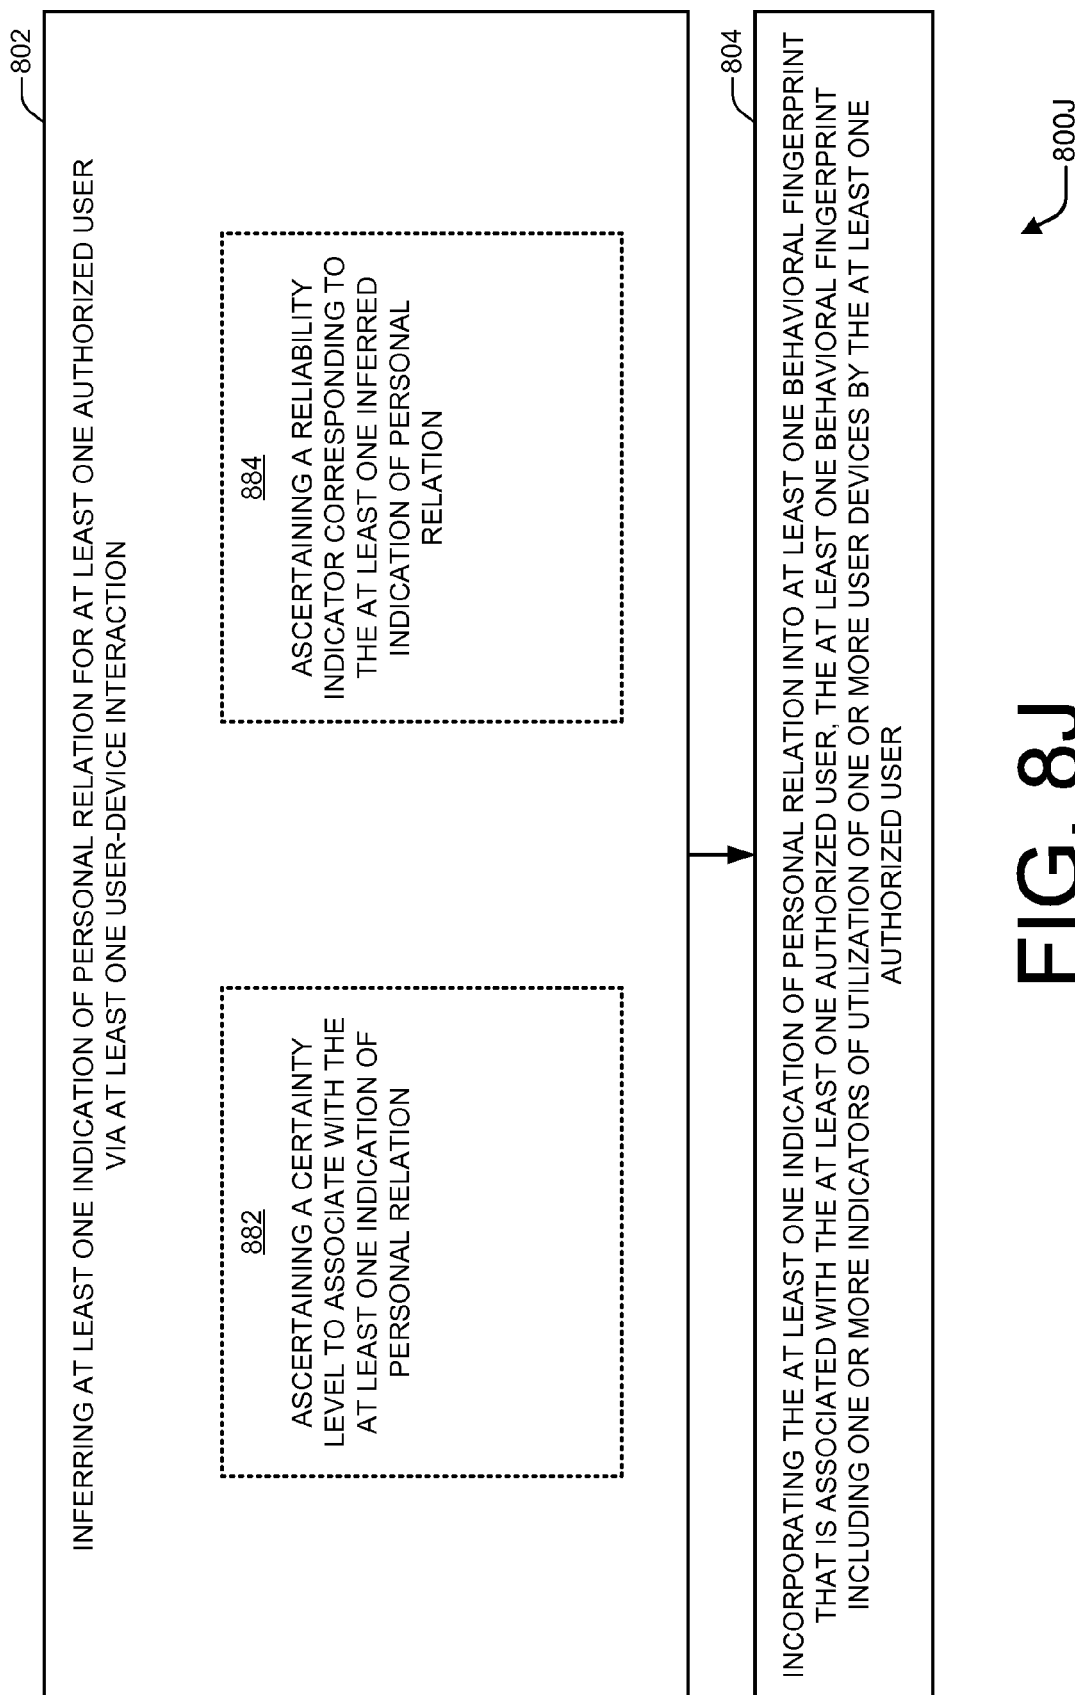 802
INFERRING AT LEAST ONE INDICATION OF PERSONAL RELATION FOR AT LEAST ONE AUTHORIZED USER
VIA AT LEAST ONE USER-DEVICE INTERACTION
882
ASCERTAINING A CERTAINTY
LEVEL TO ASSOCIATE WITH THE
AT LEAST ONE INDICATION OF
PERSONAL RELATION
884
ASCERTAINING A RELIABILITY
INDICATOR CORRESPONDING TO
THE AT LEAST ONE INFERRED
INDICATION OF PERSONAL
RELATION
804
INCORPORATING THE AT LEAST ONE INDICATION OF PERSONAL RELATION INTO AT LEAST ONE BEHAVIORAL FINGERPRINT
THAT IS ASSOCIATED WITH THE AT LEAST ONE AUTHORIZED USER, THE AT LEAST ONE BEHAVIORAL FINGERPRINT
INCLUDING ONE OR MORE INDICATORS OF UTILIZATION OF ONE OR MORE USER DEVICES BY THE AT LEAST ONE
AUTHORIZED USER
800J
FIG. 8J